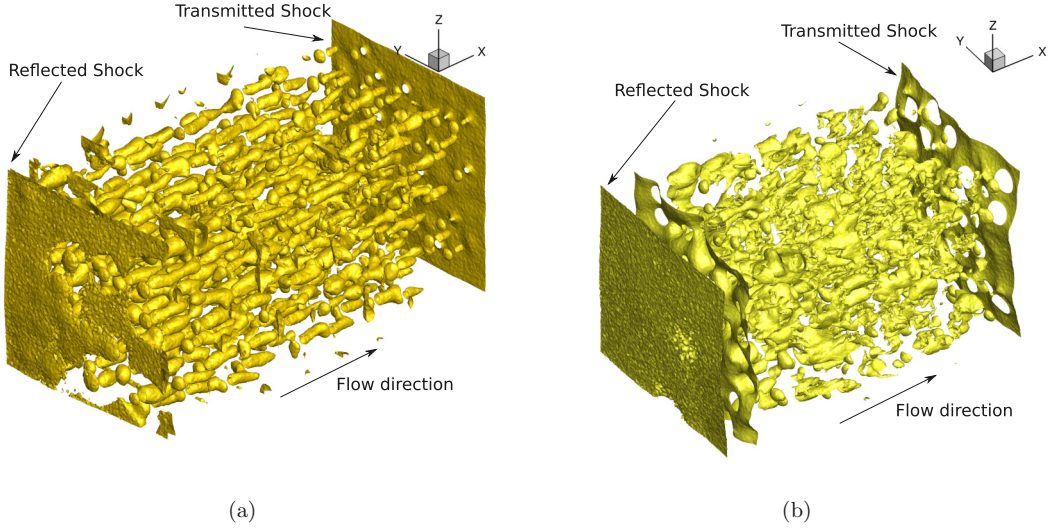 Transmitted Shock
Z
Y
X
Reflected Shock
Flow direction
(a)
Transmitted Shock
Z
Y
X
Reflected Shock
Flow direction
(b)